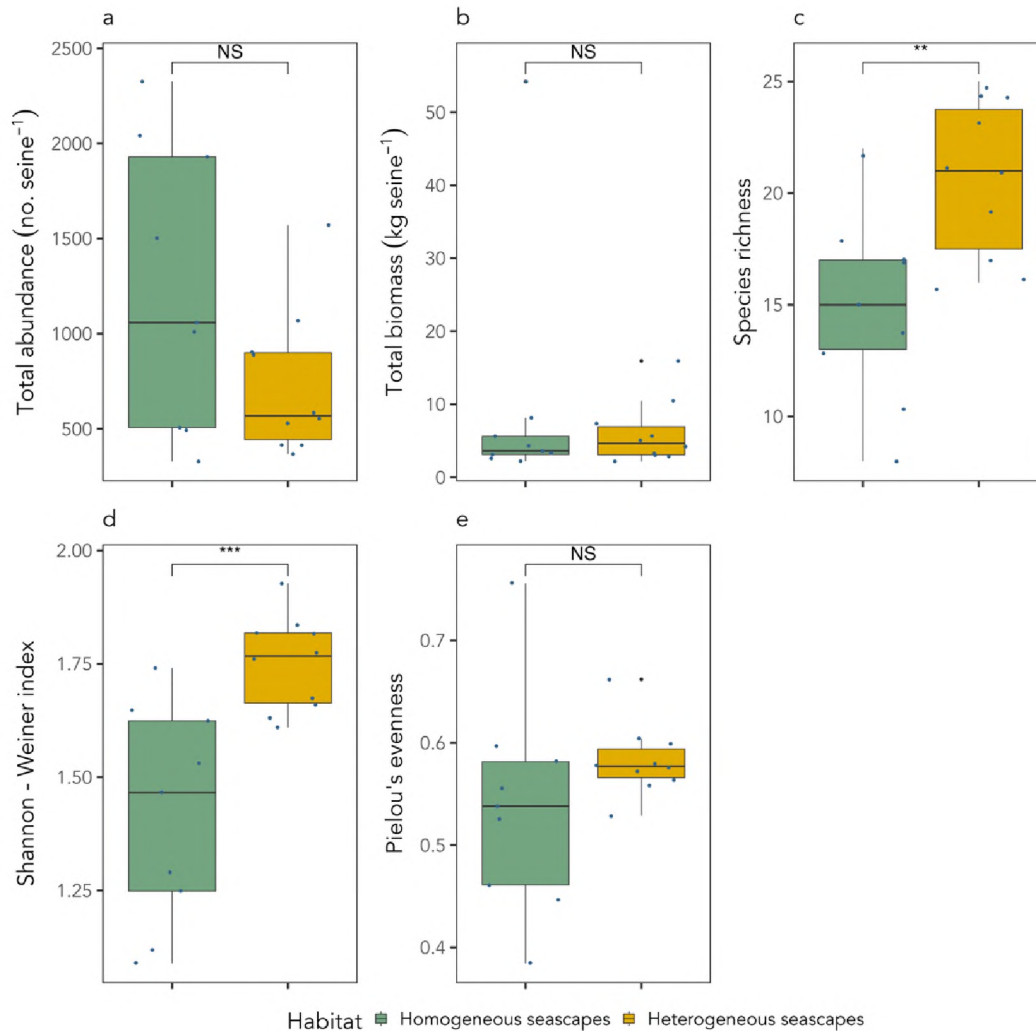 a
NS
Total abundance (no. seine⁻¹)
2500
2000
1500
1000
500
b
NS
Total biomass (kg seine⁻¹)
50
40
30
20
10
0
c
**
Species richness
25
20
15
10
d
***
Shannon - Weiner index
2.00
1.75
1.50
1.25
e
NS
Pielou's evenness
0.7
0.6
0.5
0.4
Habitat Homogeneous seascapes Heterogeneous seascapes